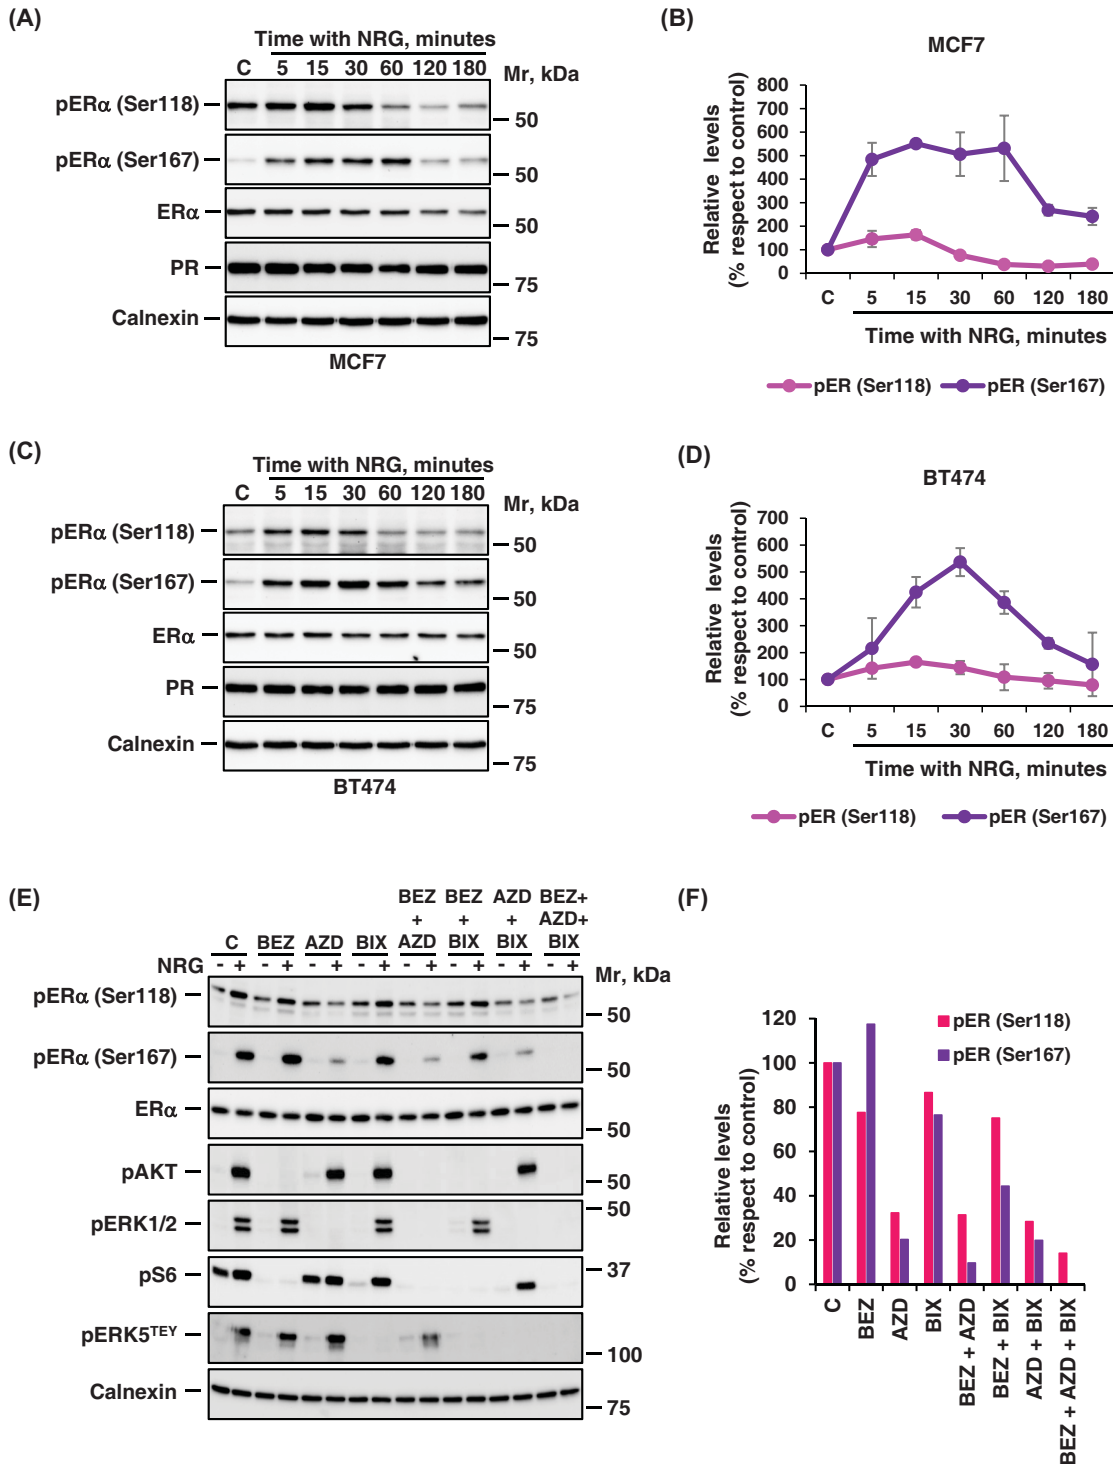 (A)
Time with NRG, minutes
C 5 15 30 60 120 180 Mr, kDa
pERα (Ser118)
50
pERα (Ser167)
50
ERα
50
PR
75
Calnexin
75
MCF7
(B)
MCF7
Relative levels
(% respect to control)
800
700
600
500
400
300
200
100
0
C 5 15 30 60 120 180
Time with NRG, minutes
pER (Ser118) pER (Ser167)
(C)
Time with NRG, minutes
C 5 15 30 60 120 180 Mr, kDa
pERα (Ser118)
50
pERα (Ser167)
50
ERα
50
PR
75
Calnexin
75
BT474
(D)
BT474
Relative levels
(% respect to control)
700
600
500
400
300
200
100
0
C 5 15 30 60 120 180
Time with NRG, minutes
pER (Ser118) pER (Ser167)
(E)
BEZ BEZ AZD BEZ+
+ + + AZD+
C BEZ AZD BIX AZD BIX BIX BIX
NRG - + - + - + - + - + - + - + - +
Mr, kDa
pERα (Ser118)
50
pERα (Ser167)
50
ERα
50
pAKT
50
50
pERK1/2
pS6
37
pERK5TEY
100
Calnexin
75
(F)
Relative levels
(% respect to control)
120
100
80
60
40
20
0
pER (Ser118)
pER (Ser167)
C
BEZ
AZD
BIX
BEZ + AZD
BEZ + BIX
AZD + BIX
BEZ + AZD + BIX